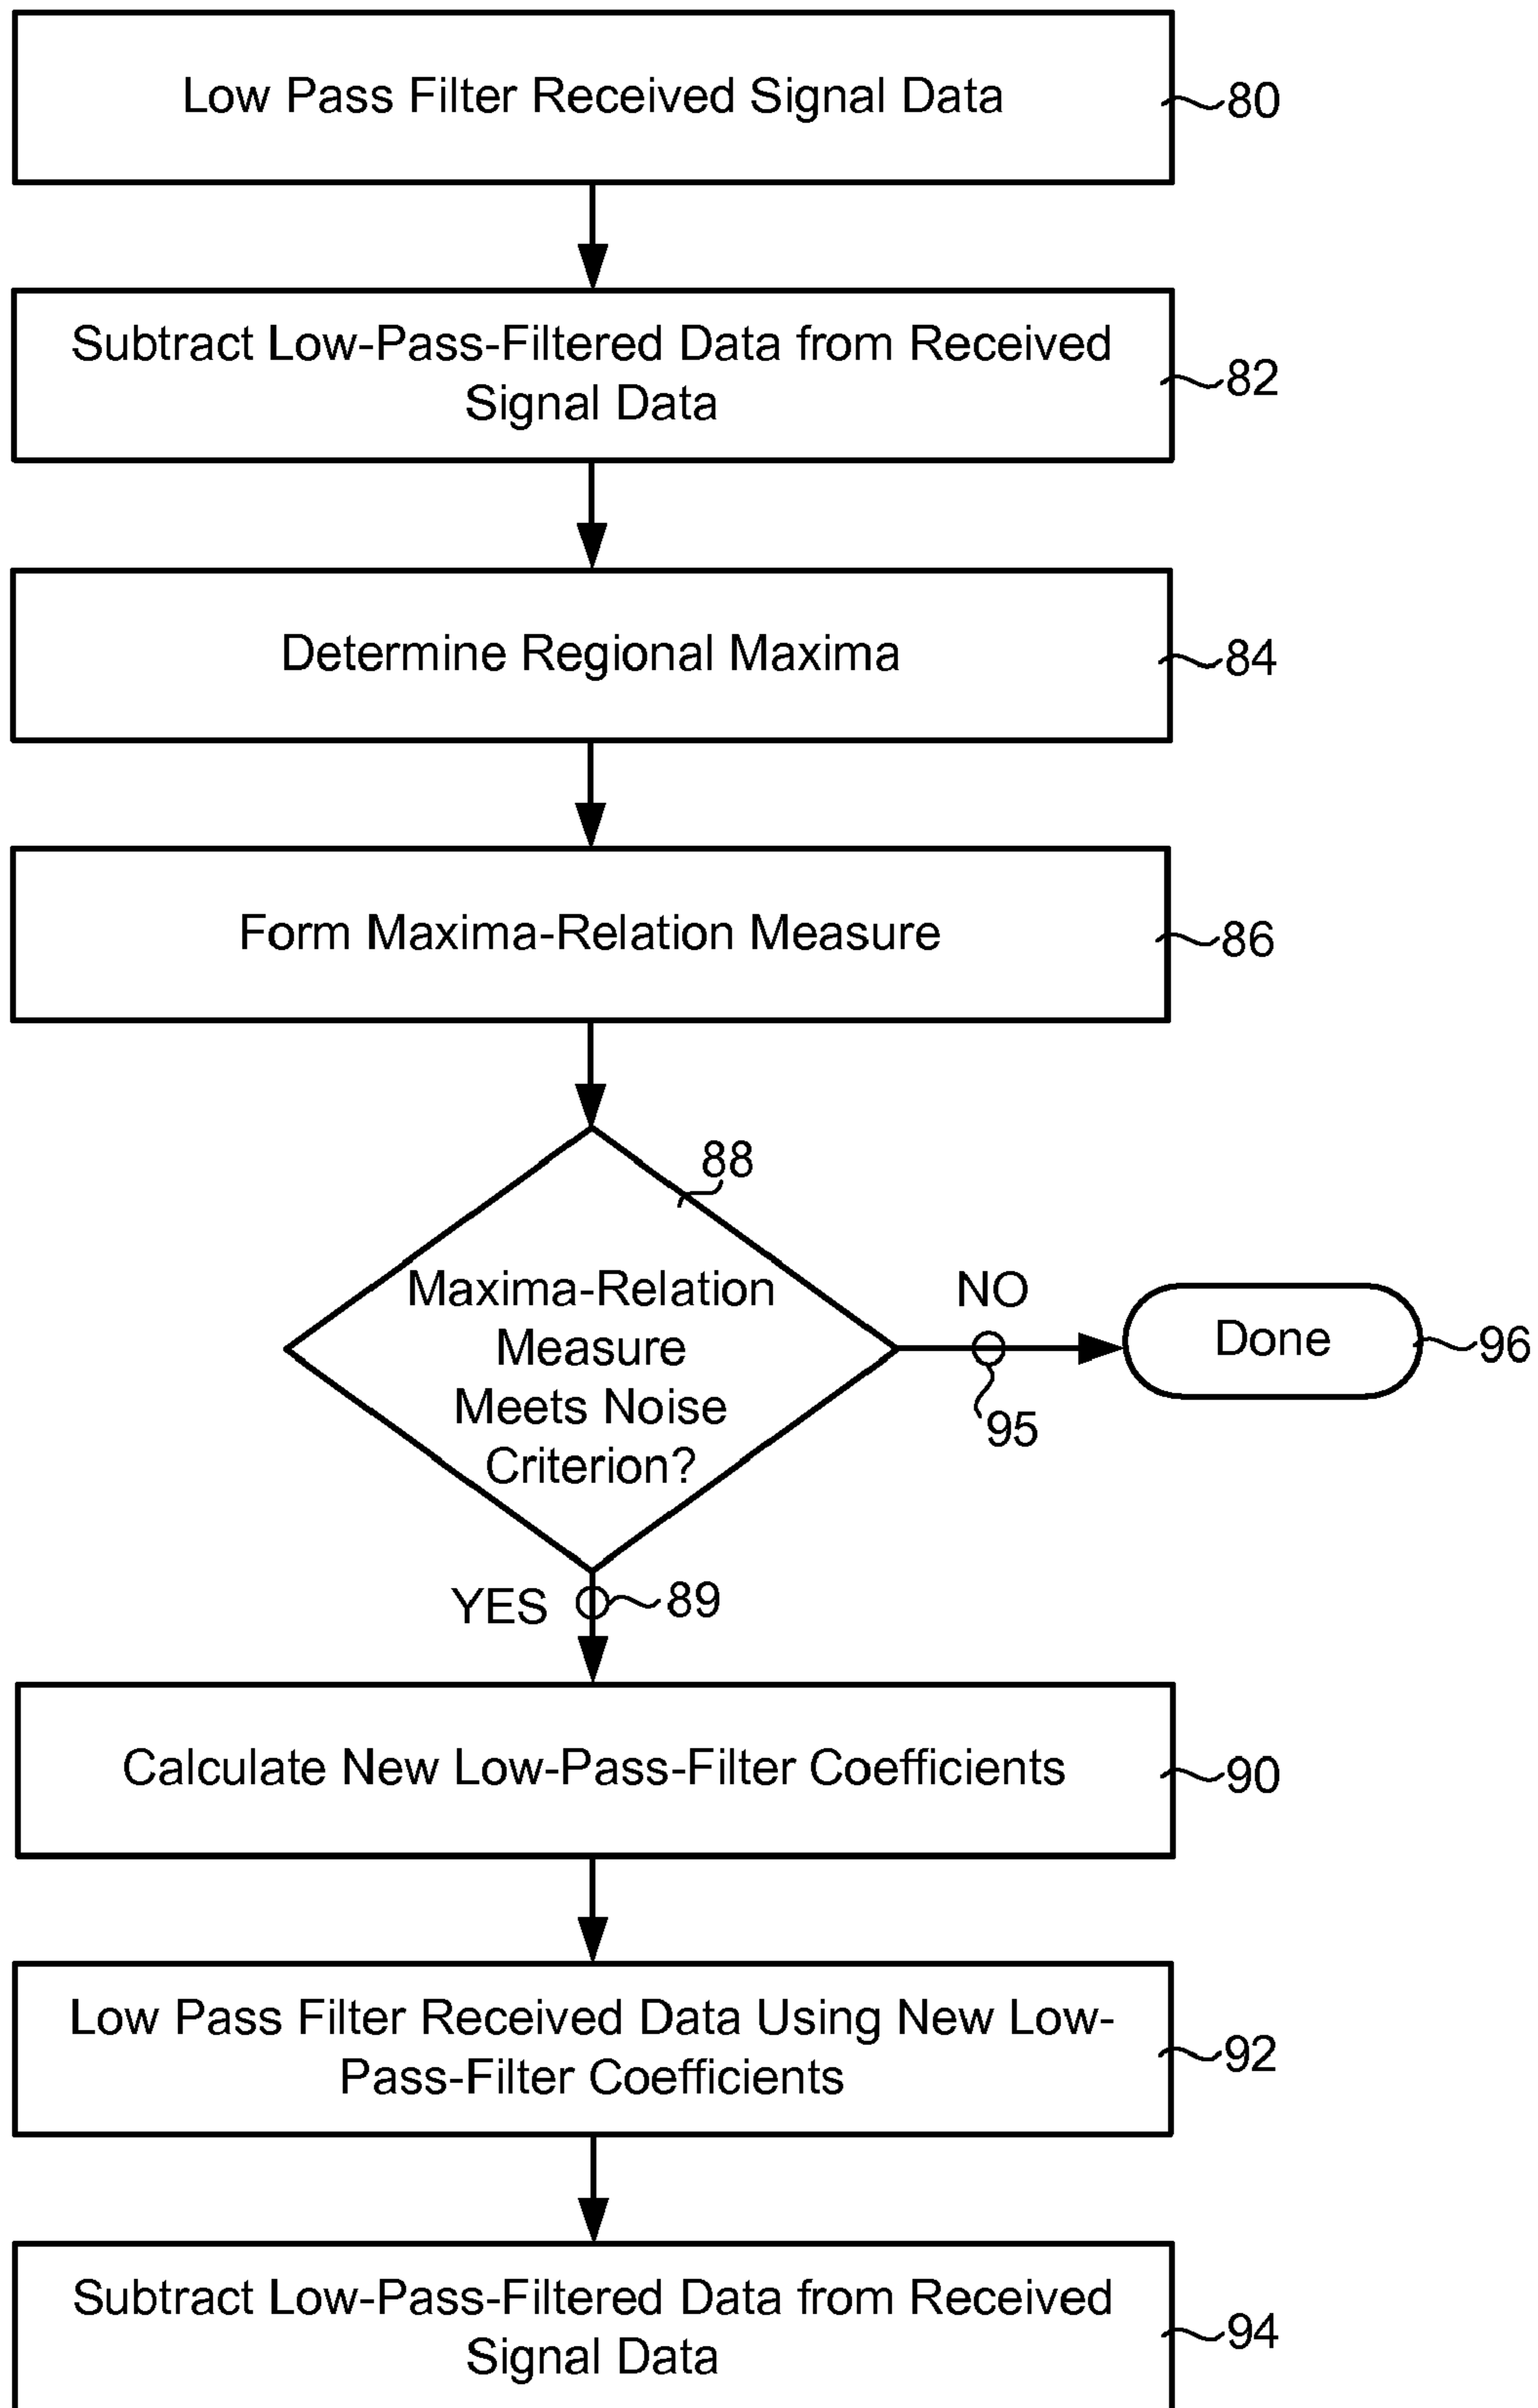 Low Pass Filter Received Signal Data
80
Subtract Low-Pass-Filtered Data from Received
Signal Data
82
Determine Regional Maxima
84
Form Maxima-Relation Measure
86
88
Maxima-Relation
Measure
Meets Noise
Criterion?
NO
95
Done
96
YES
89
Calculate New Low-Pass-Filter Coefficients
90
Low Pass Filter Received Data Using New Low-
Pass-Filter Coefficients
92
Subtract Low-Pass-Filtered Data from Received
Signal Data
94